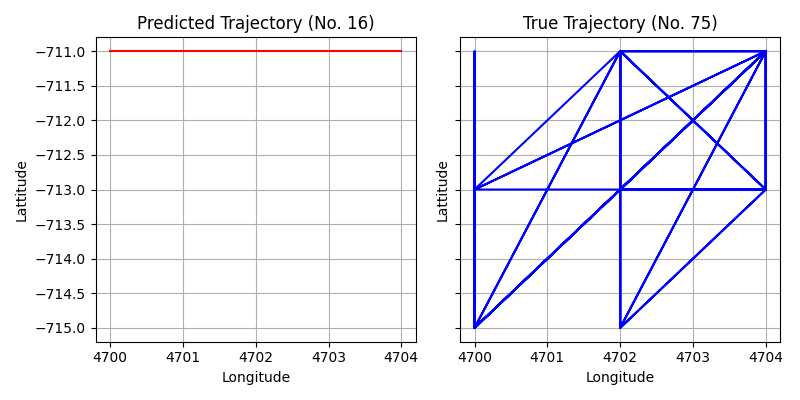 Predicted Trajectory (No. 16)
True Trajectory (No. 75)
Lattitude
−711.0
−711.5
−712.0
−712.5
−713.0
−713.5
−714.0
−714.5
−715.0
4700 4701 4702 4703 4704
Longitude
Lattitude
4700 4701 4702 4703 4704
Longitude